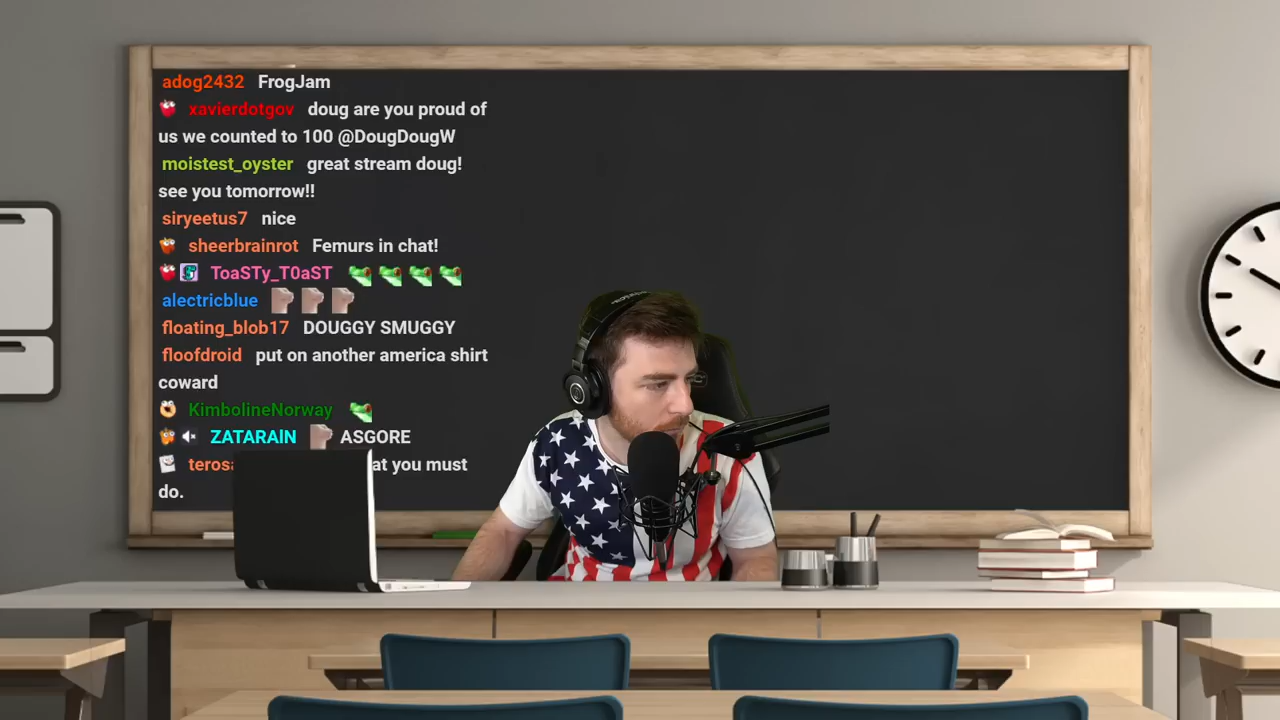 adog2432 FrogJam
xavierdotgov doug are you proud of
us we counted to 100 @DougDougW
moistest_oyster great stream doug!
see you tomorrow!!
siryeetus7 nice
sheerbrainrot Femurs in chat!
ToaSTy_T0aST
alectricblue
floating_blob17 DOUGGY SMUGGY
floofdroid put on another america shirt
coward
KimbolineNorway
ZATARAIN ASGORE
you must
do.